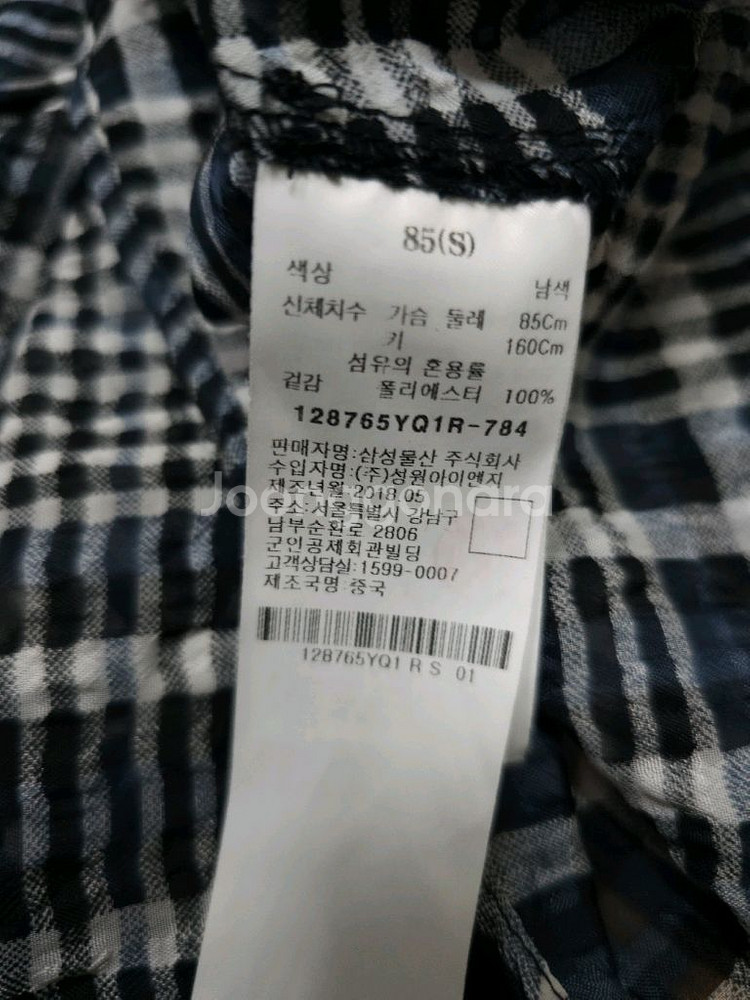 85(S)
색상 남색
신체치수 가슴 둘레 85Cm
키 160Cm
섬유의 혼용률
겉감 폴리에스터 100%
128765YQ1R-784
판매자명:삼성물산 주식회사
수입자명:(주)성원아이엔지
제조년월:2018.05
주소:서울특별시 강남구
남부순환로 2806
군인공제회관빌딩
고객상담실:1599-0007
제조국명:중국
128765YQ1 R S 01
Joonggonara